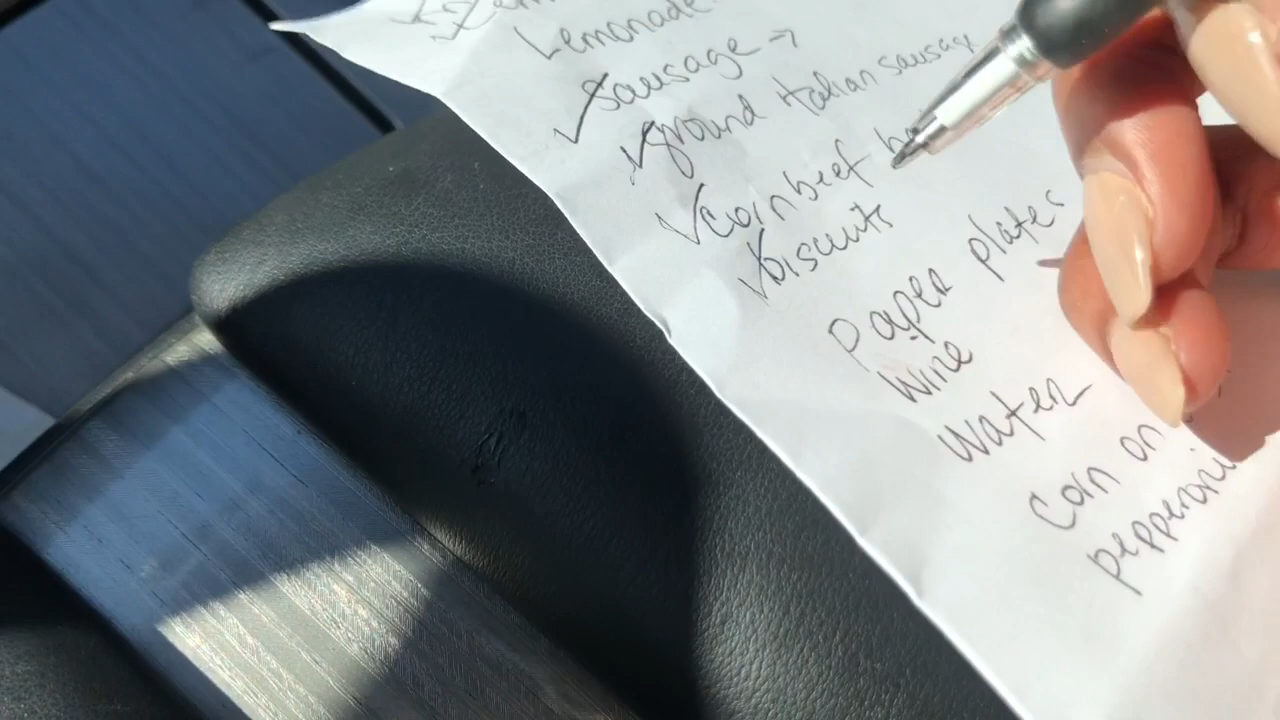 Lemonade
Sausage →
ground Italian sausage
Cornbeef
biscuits
paper plates
Wine
Water
Corn on
pepperoni